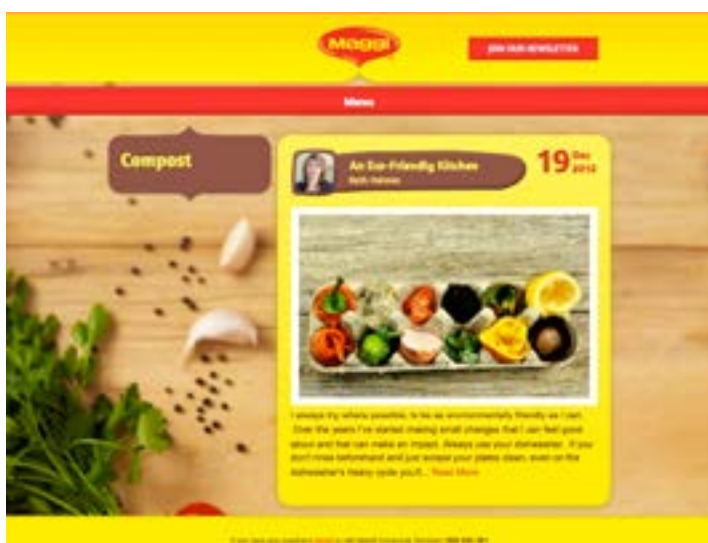 Maggi
JOIN OUR NEWSLETTER
Menu
Compost
An Eco-Friendly Kitchen
19 Dec
2012
I always try where possible, to be as environmentally friendly as I can.
Over the years I've started making small changes that I can feel good
about and that can make an impact. Always use your dishwasher. If you
don't rinse beforehand and just scrape your plates clean, even on the
dishwasher's heavy cycle you'll... Read More